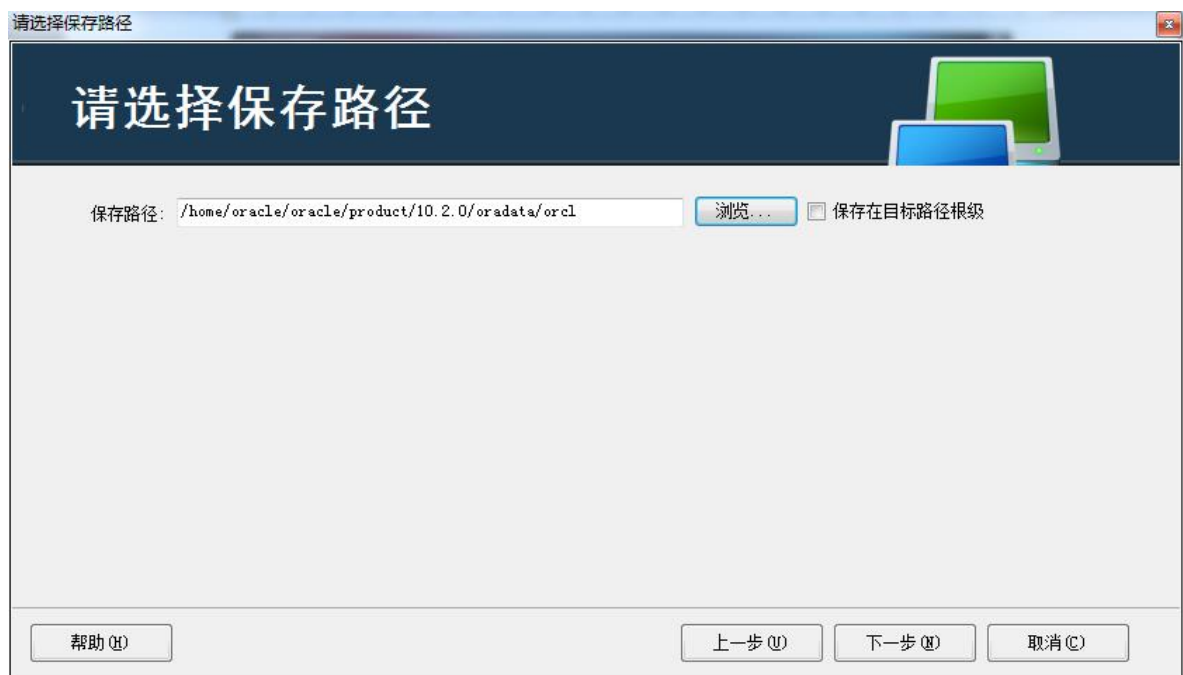 请选择保存路径
请选择保存路径
保存路径: /home/oracle/oracle/product/10.2.0/oradata/orcl 浏览... 保存在目标路径根级
帮助(H) 上一步(U) 下一步(N) 取消(C)